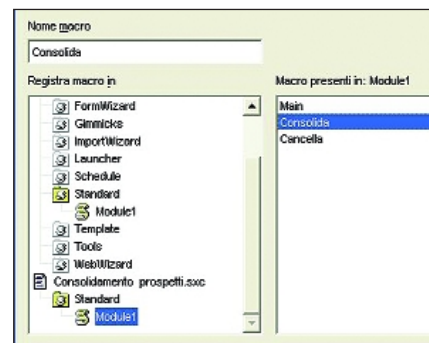 Nome macro
Consolida
Registra macro in
FormWizard
Gimmicks
ImportWizard
Launcher
Schedule
Standard
Module1
Template
Tools
WebWizard
Consolidamento prospetti.sxc
Standard
Module1
Macro presenti in: Module1
Main
Consolida
Cancella